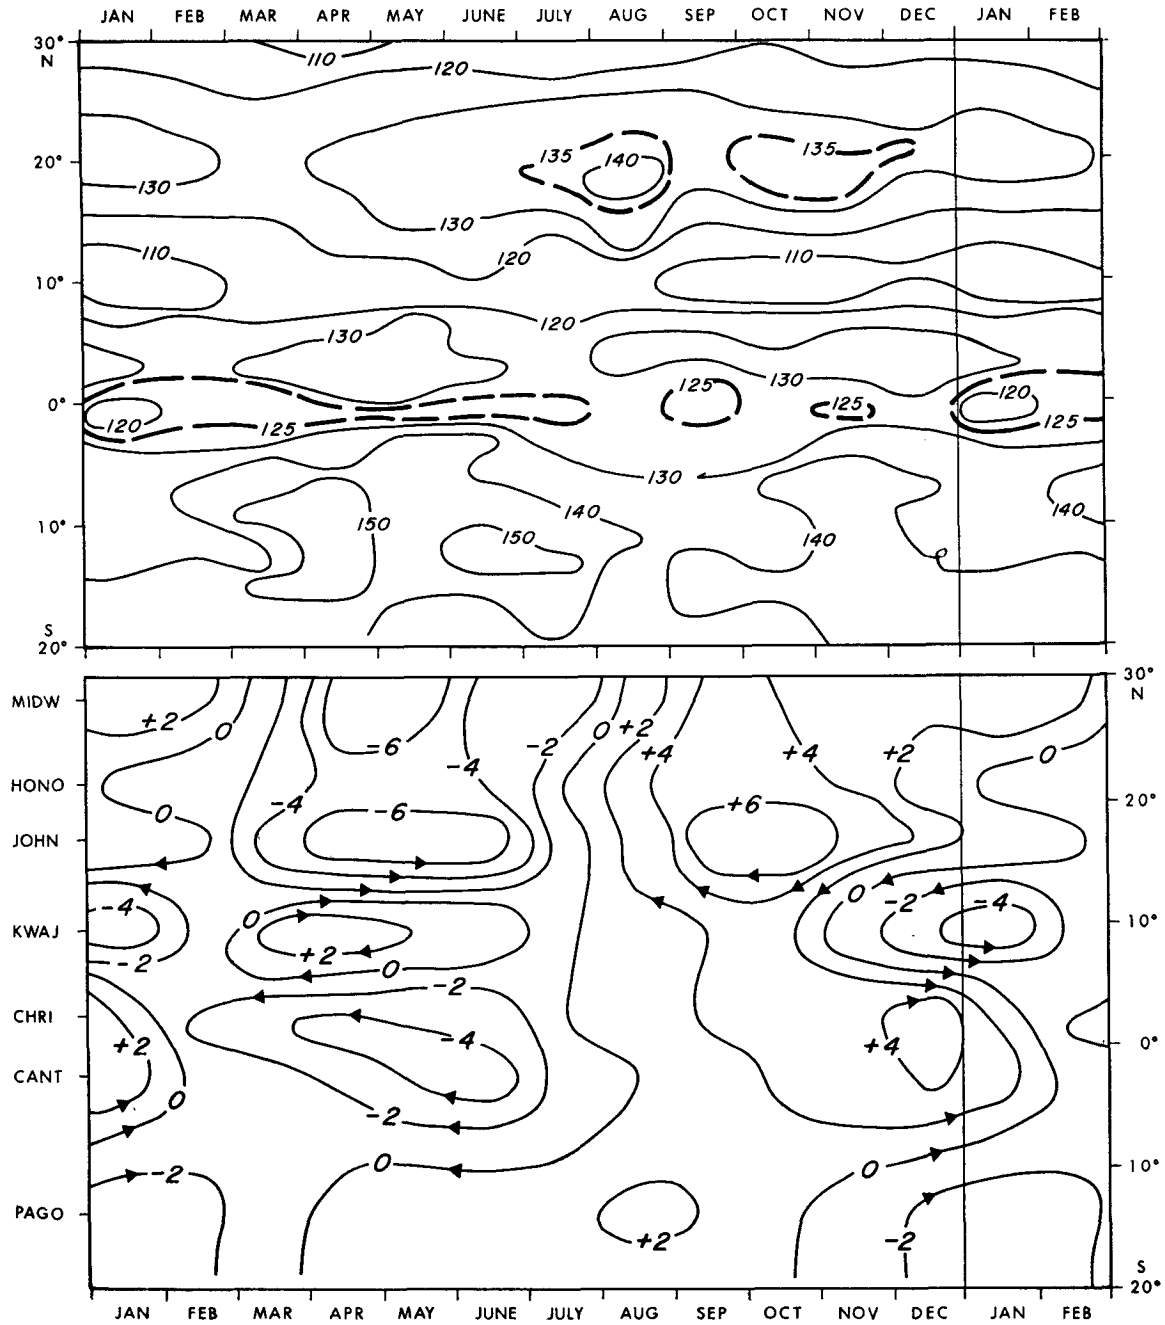 JAN FEB MAR APR MAY JUNE JULY AUG SEP OCT NOV DEC JAN FEB
30°
N
110
120
135 140 135
20°
130
130
120
110 110
10°
120
130
130
125
0°
120 125 125 120 125
130
140 140
150
10°
150 140
S
20°
30°
N
MIDW
+2 0 -6 -2 0 +2 +4 +4 +2 0
-4
HONO
20°
0 -4 -6 +6
JOHN
-4 0 -2 -4
0
10°
KWAJ
-2 +2 0
-2
CHRI
0°
+2 -4 +4
CANT
0 -2
0 0
10°
-2
PAGO
+2 -2
S
20°
JAN FEB MAR APR MAY JUNE JULY AUG SEP OCT NOV DEC JAN FEB